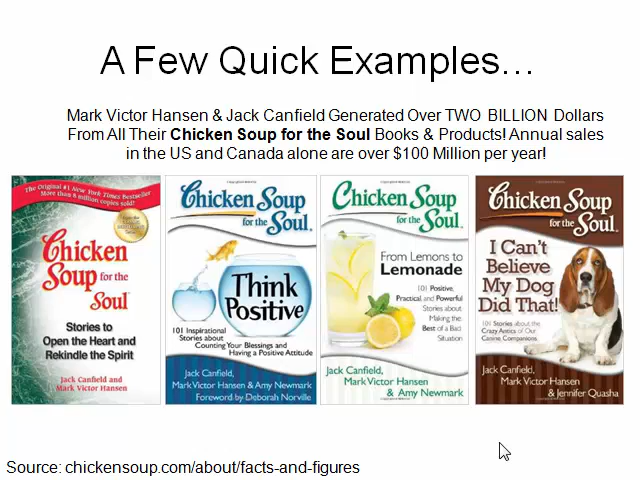 A Few Quick Examples…
Mark Victor Hansen & Jack Canfield Generated Over TWO BILLION Dollars
From All Their Chicken Soup for the Soul Books & Products! Annual sales
in the US and Canada alone are over $100 Million per year!
The Original #1 New York Times Bestseller
More than 8 million copies sold!
Chicken
Soup for the
Soul
Stories to
Open the Heart and
Rekindle the Spirit
Jack Canfield and
Mark Victor Hansen
Chicken Soup
for the
Soul
Think
Positive
101 Inspirational
Stories about
Counting Your Blessings and
Having a Positive Attitude
Jack Canfield,
Mark Victor Hansen & Amy Newmark
Foreword by Deborah Norville
Chicken Soup
for the
Soul
From Lemons to
Lemonade
101 Positive,
Practical, and Powerful
Stories about
Making the
Best of a Bad
Situation
Jack Canfield,
Mark Victor Hansen
& Amy Newmark
Chicken Soup
for the
Soul
I Can't
Believe
My Dog
Did That!
101 Stories about the
Crazy Antics of Our
Canine Companions
Jack Canfield,
Mark Victor Hansen
& Jennifer Quasha
Source: chickensoup.com/about/facts-and-figures